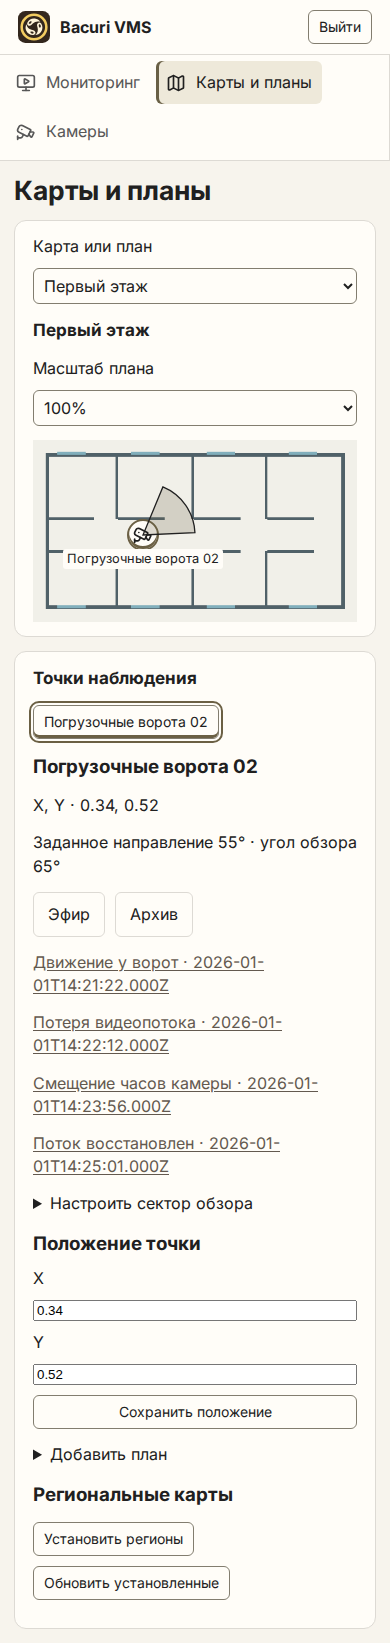 Bacuri VMS
Выйти
Мониторинг
Карты и планы
Камеры
Карты и планы
Карта или план
Первый этаж
Первый этаж
Масштаб плана
100%
Погрузочные ворота 02
Точки наблюдения
Погрузочные ворота 02
Погрузочные ворота 02
X, Y · 0.34, 0.52
Заданное направление 55° · угол обзора
65°
Эфир
Архив
Движение у ворот · 2026-01-
01T14:21:22.000Z
Потеря видеопотока · 2026-01-
01T14:22:12.000Z
Смещение часов камеры · 2026-01-
01T14:23:56.000Z
Поток восстановлен · 2026-01-
01T14:25:01.000Z
Настроить сектор обзора
Положение точки
X
0.34
Y
0.52
Сохранить положение
Добавить план
Региональные карты
Установить регионы
Обновить установленные